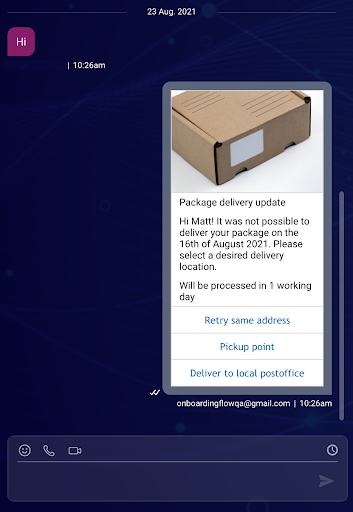 23 Aug. 2021
Hi
| 10:26am
Package delivery update
Hi Matt! It was not possible to
deliver your package on the
16th of August 2021. Please
select a desired delivery
location.
Will be processed in 1 working
day
Retry same address
Pickup point
Deliver to local postoffice
onboardingflowqa@gmail.com | 10:26am